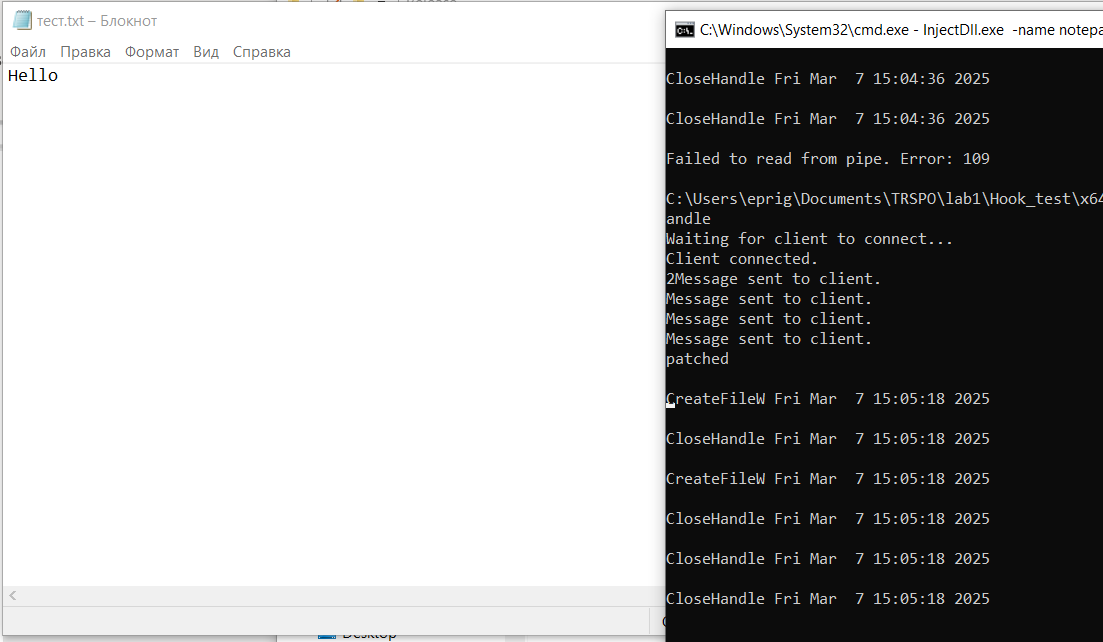 тест.txt – Блокнот
Файл Правка Формат Вид Справка
Hello
C:\Windows\System32\cmd.exe - InjectDll.exe -name notepa
CloseHandle Fri Mar  7 15:04:36 2025
CloseHandle Fri Mar  7 15:04:36 2025
Failed to read from pipe. Error: 109
C:\Users\eprig\Documents\TRSPO\lab1\Hook_test\x64
andle
Waiting for client to connect...
Client connected.
2Message sent to client.
Message sent to client.
Message sent to client.
Message sent to client.
patched
CreateFileW Fri Mar  7 15:05:18 2025
CloseHandle Fri Mar  7 15:05:18 2025
CreateFileW Fri Mar  7 15:05:18 2025
CloseHandle Fri Mar  7 15:05:18 2025
CloseHandle Fri Mar  7 15:05:18 2025
CloseHandle Fri Mar  7 15:05:18 2025
Desktop